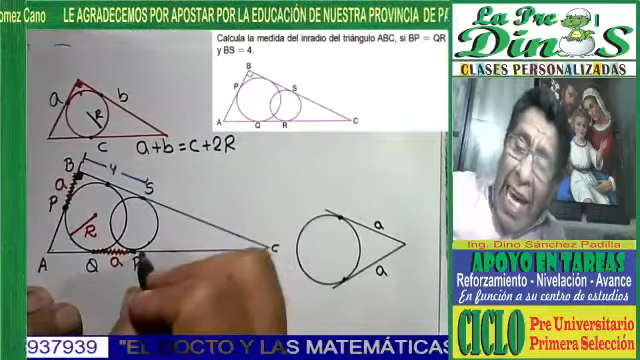 omez Cano
LE AGRADECEMOS POR APOSTAR POR LA EDUCACIÓN DE NUESTRA PROVINCIA DE PA
La Pre
DinoS
CLASES PERSONALIZADAS
Calcula la medida del inradio del triángulo ABC, si BP = QR
y BS = 4.
B
P
S
A
Q
R
C
a
b
R
c
a+b = c+2R
B
4
a
S
P
R
A
Q
a
C
a
a
Ing. Dino Sánchez Padilla
APOYO EN TAREAS
Reforzamiento - Nivelación - Avance
En función a su centro de estudios
CICLO
Pre Universitario
Primera Selección
937939
"EL DOCTO Y LAS MATEMÁTICAS